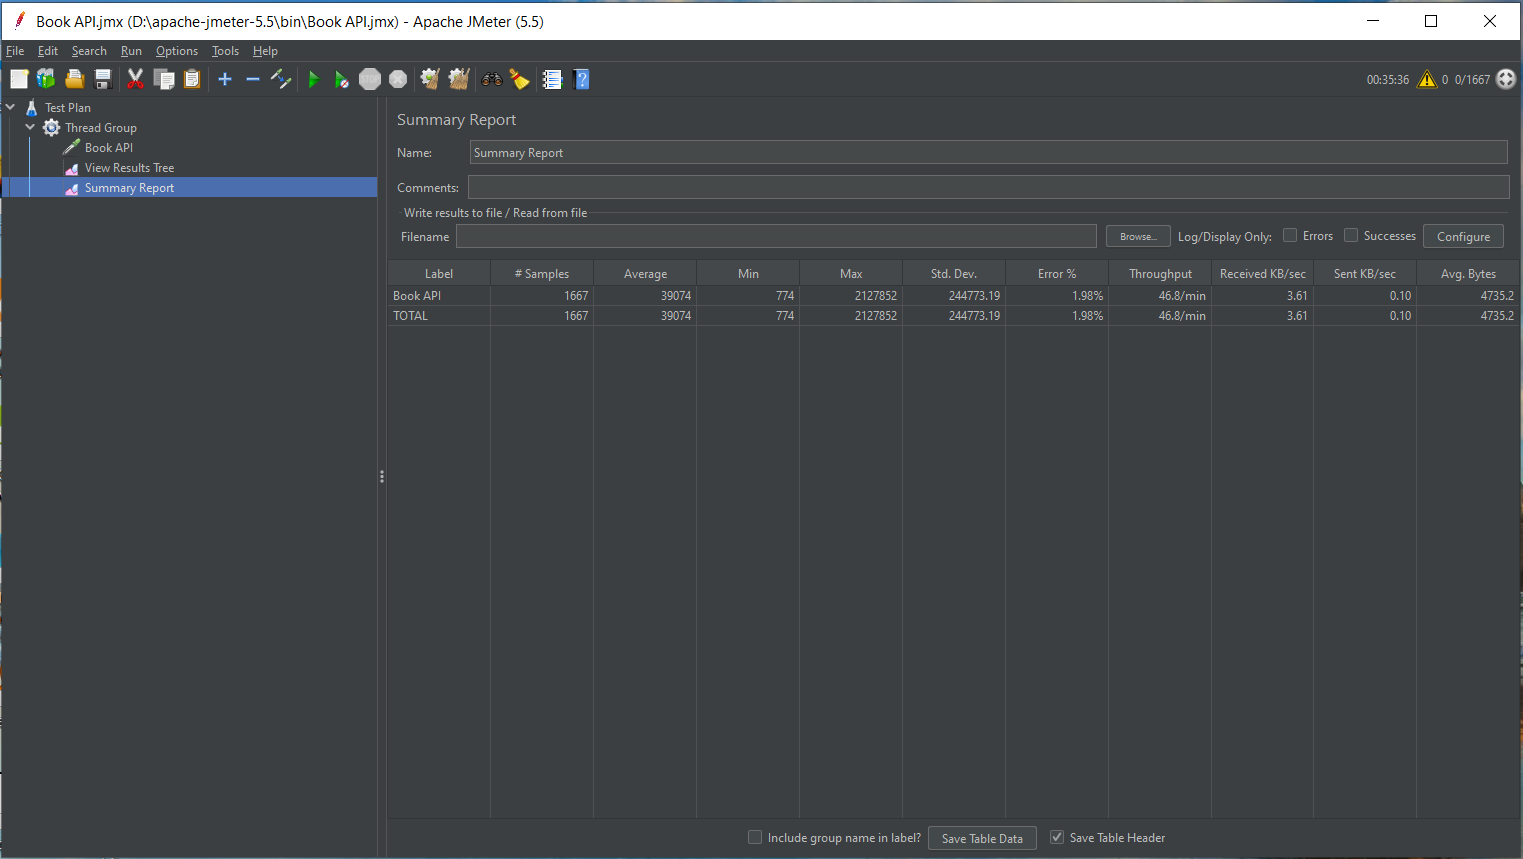 Book API.jmx (D:\apache-jmeter-5.5\bin\Book API.jmx) - Apache JMeter (5.5)
File Edit Search Run Options Tools Help
STOP 00:35:36 0 0/1667
Test Plan
Thread Group
Book API
View Results Tree
Summary Report
Summary Report
Name: Summary Report
Comments:
Write results to file / Read from file
Filename Browse... Log/Display Only: Errors Successes Configure
Label # Samples Average Min Max Std. Dev. Error % Throughput Received KB/sec Sent KB/sec Avg. Bytes
Book API 1667 39074 774 2127852 244773.19 1.98% 46.8/min 3.61 0.10 4735.2
TOTAL 1667 39074 774 2127852 244773.19 1.98% 46.8/min 3.61 0.10 4735.2
Include group name in label? Save Table Data Save Table Header